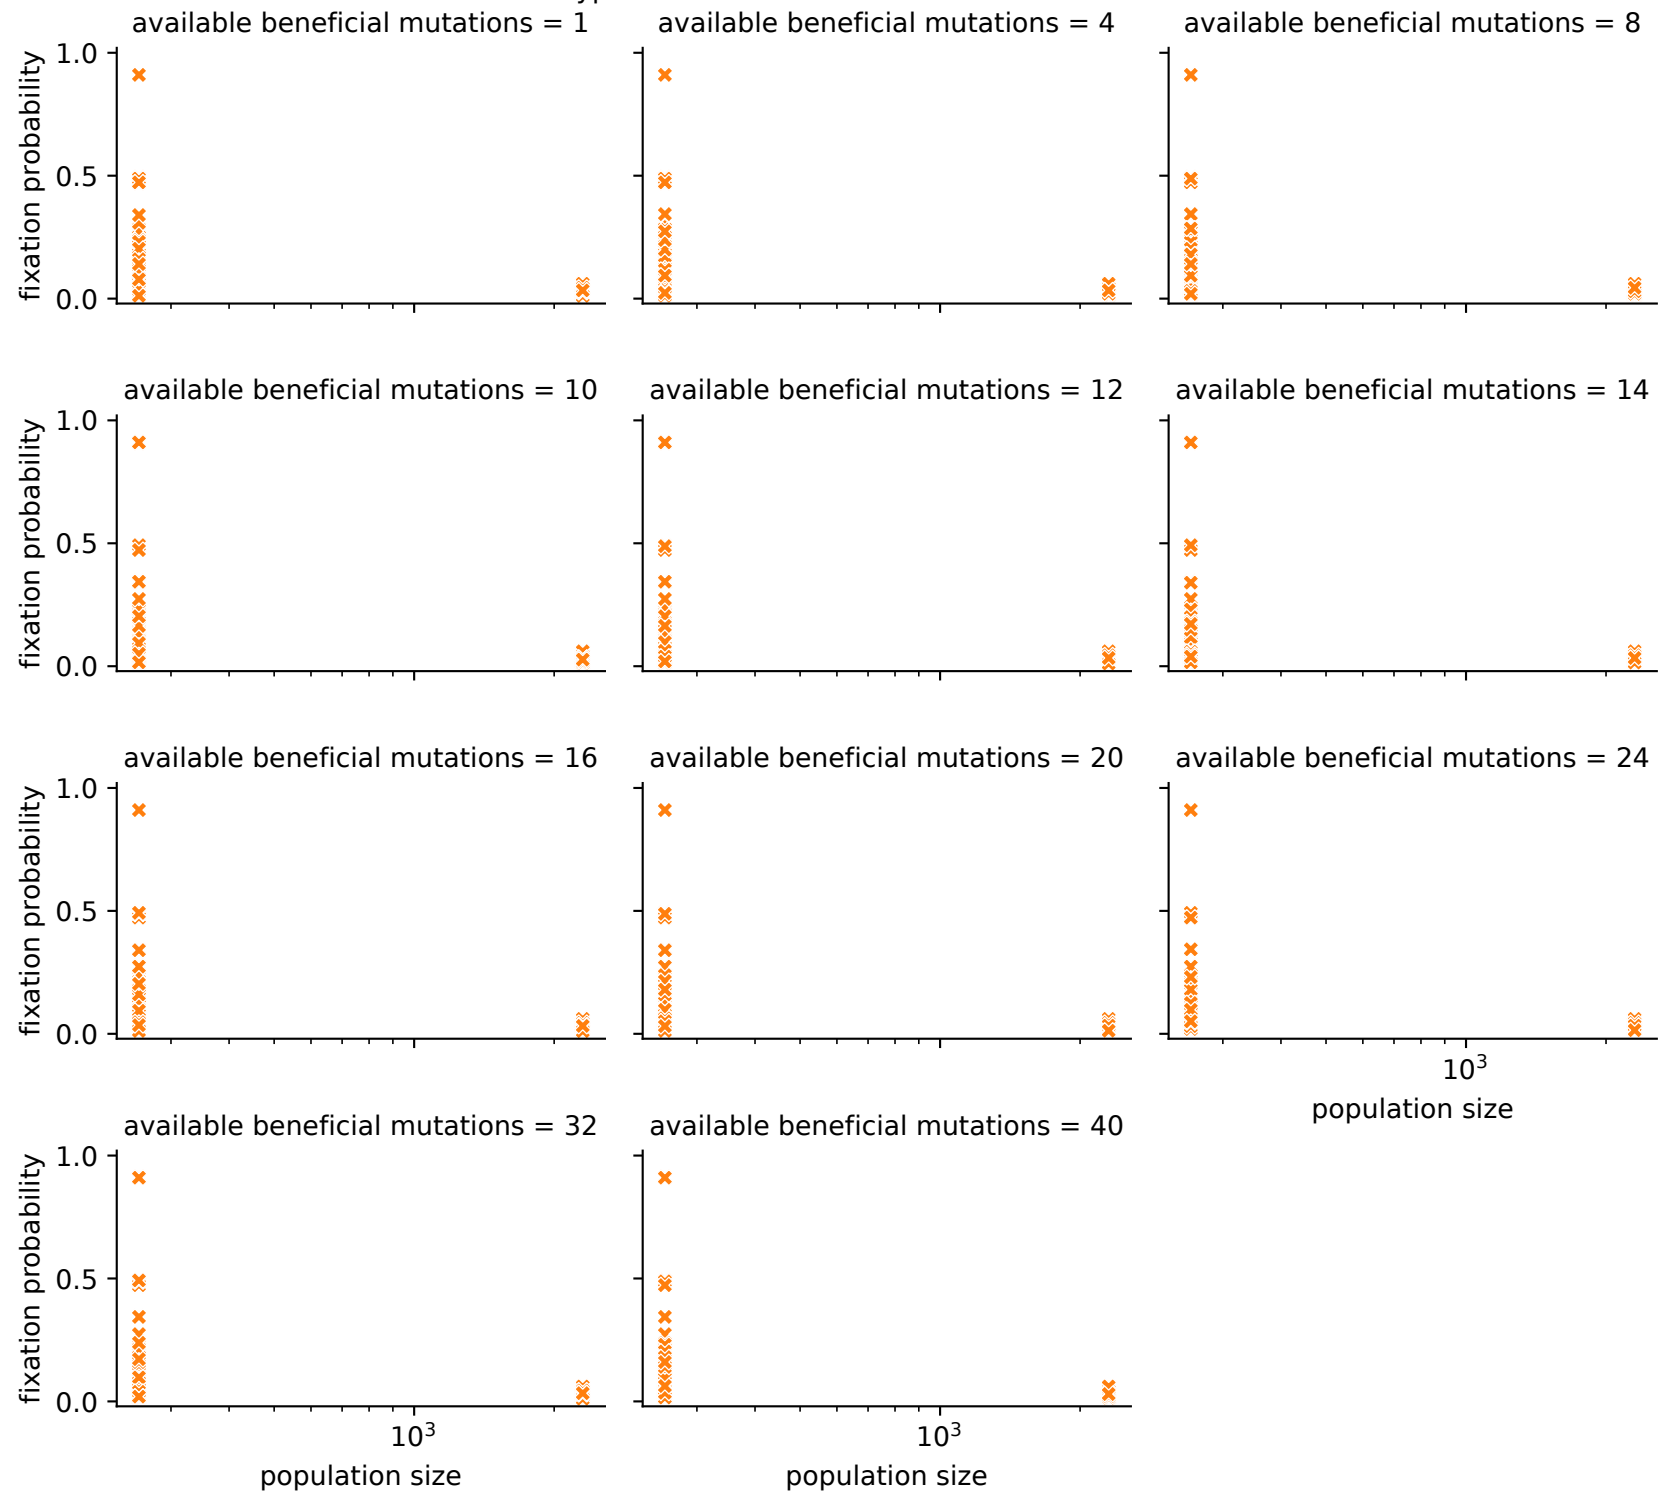 available beneficial mutations = 1
available beneficial mutations = 4
available beneficial mutations = 8
fixation probability
1.0
0.5
0.0
available beneficial mutations = 10
available beneficial mutations = 12
available beneficial mutations = 14
fixation probability
1.0
0.5
0.0
available beneficial mutations = 16
available beneficial mutations = 20
available beneficial mutations = 24
fixation probability
1.0
0.5
0.0
10³
population size
available beneficial mutations = 32
available beneficial mutations = 40
fixation probability
1.0
0.5
0.0
10³
10³
population size
population size